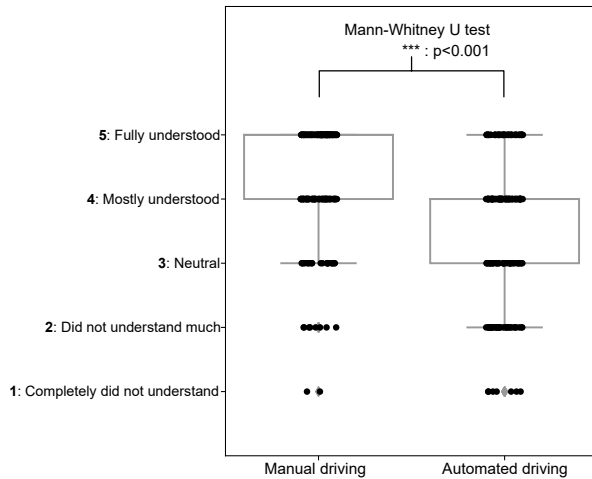 Mann-Whitney U test
*** : p<0.001
5: Fully understood
4: Mostly understood
3: Neutral
2: Did not understand much
1: Completely did not understand
Manual driving
Automated driving